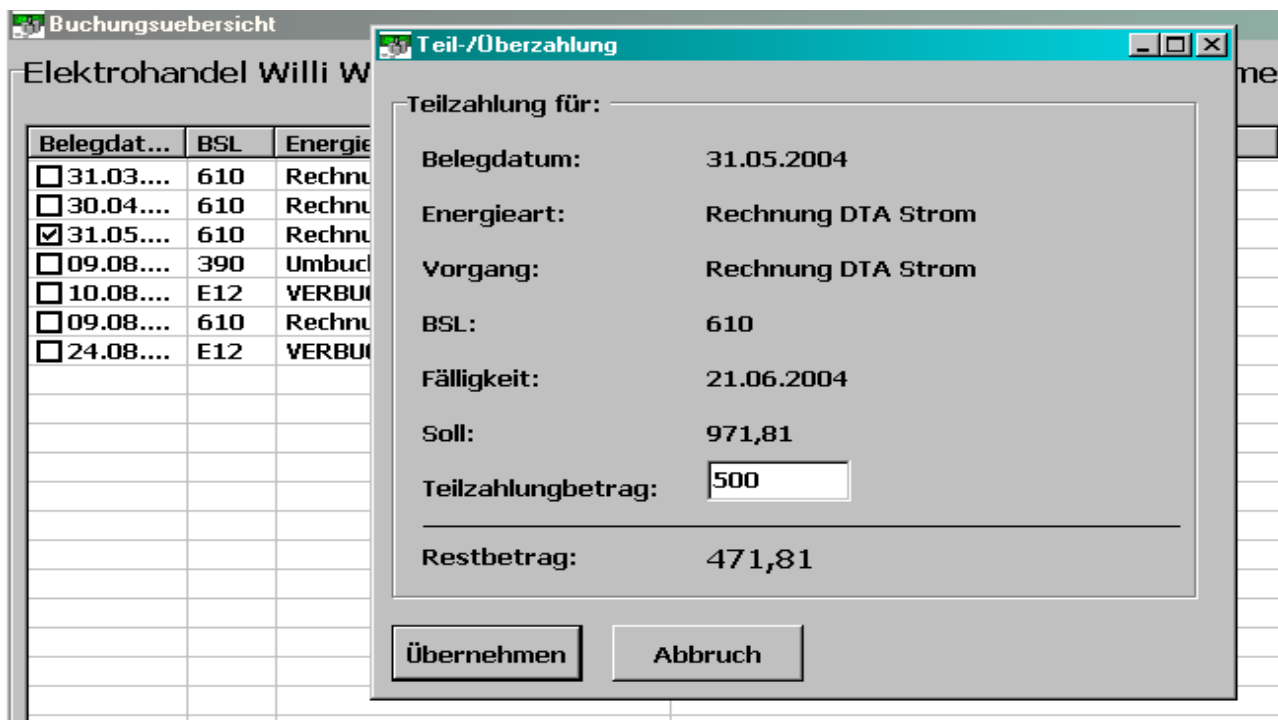 Buchungsuebersicht
Elektrohandel Willi W
Belegdat... BSL Energie
31.03.... 610 Rechnu
30.04.... 610 Rechnu
31.05.... 610 Rechnu
09.08.... 390 Umbuc
10.08.... E12 VERBU
09.08.... 610 Rechnu
24.08.... E12 VERBU
me
Teil-/Überzahlung
Teilzahlung für:
Belegdatum: 31.05.2004
Energieart: Rechnung DTA Strom
Vorgang: Rechnung DTA Strom
BSL: 610
Fälligkeit: 21.06.2004
Soll: 971,81
Teilzahlungbetrag: 500
Restbetrag: 471,81
Übernehmen Abbruch